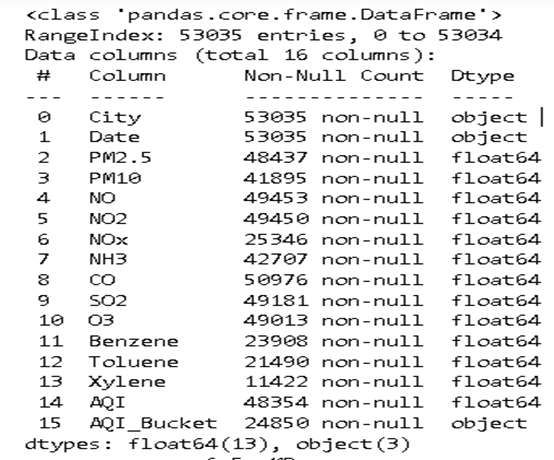 <class 'pandas.core.frame.DataFrame'>
RangeIndex: 53035 entries, 0 to 53034
Data columns (total 16 columns):
 #   Column      Non-Null Count  Dtype
---  ------      --------------  -----
 0   City        53035 non-null  object
 1   Date        53035 non-null  object
 2   PM2.5       48437 non-null  float64
 3   PM10        41895 non-null  float64
 4   NO          49453 non-null  float64
 5   NO2         49450 non-null  float64
 6   NOx         25346 non-null  float64
 7   NH3         42707 non-null  float64
 8   CO          50976 non-null  float64
 9   SO2         49181 non-null  float64
 10  O3          49013 non-null  float64
 11  Benzene     23908 non-null  float64
 12  Toluene     21490 non-null  float64
 13  Xylene      11422 non-null  float64
 14  AQI         48354 non-null  float64
 15  AQI_Bucket  24850 non-null  object
dtypes: float64(13), object(3)